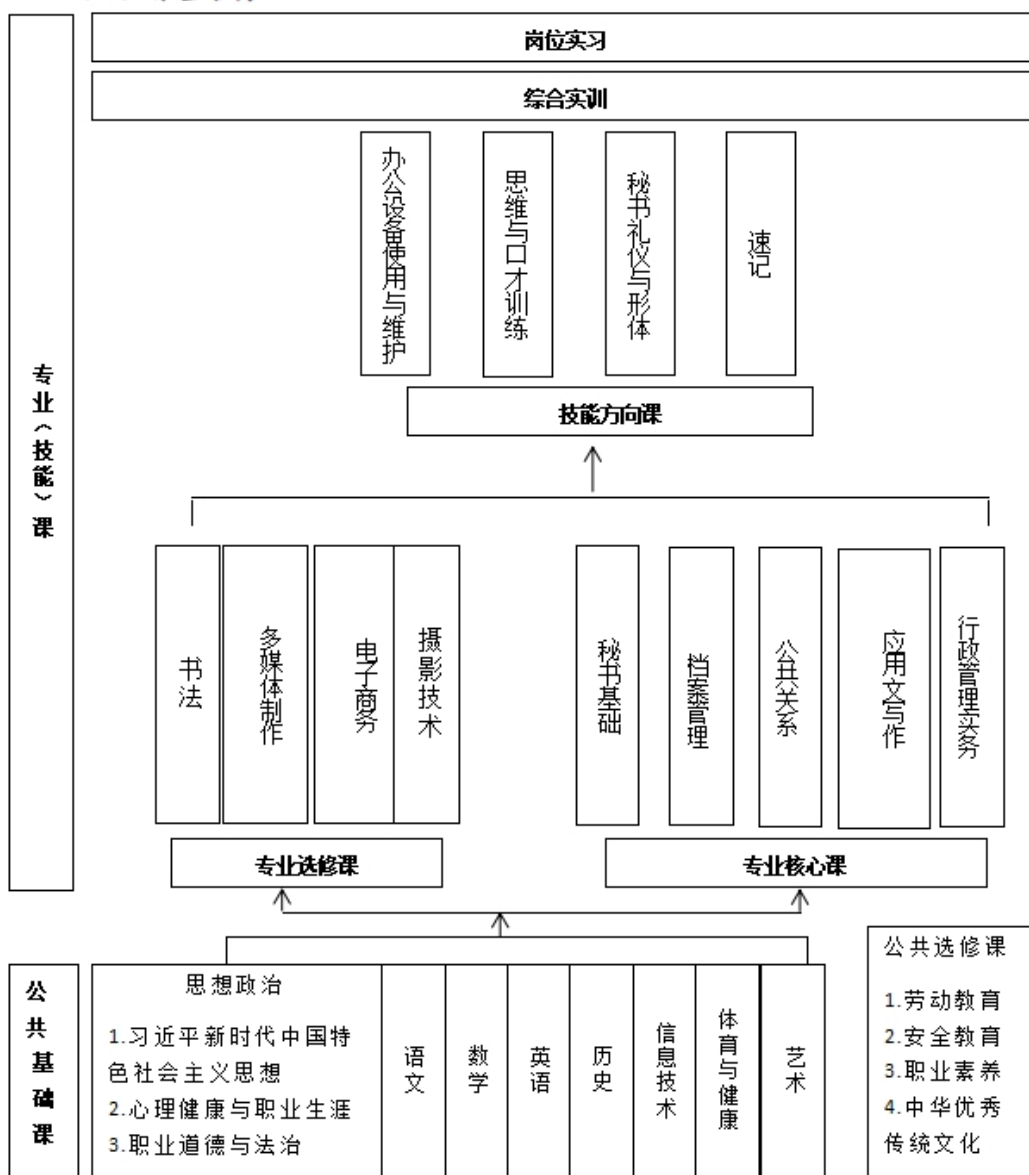 岗位实习
综合实训
办公设备使用与维护
思维与口才训练
秘书礼仪与形体
速记
技能方向课
专业（技能）课
书法
多媒体制作
电子商务
摄影技术
秘书基础
档案管理
公共关系
应用文写作
行政管理实务
专业选修课
专业核心课
公共基础课
思想政治
1.习近平新时代中国特
色社会主义思想
2.心理健康与职业生涯
3.职业道德与法治
语文
数学
英语
历史
信息技术
体育与健康
艺术
公共选修课
1.劳动教育
2.安全教育
3.职业素养
4.中华优秀
传统文化